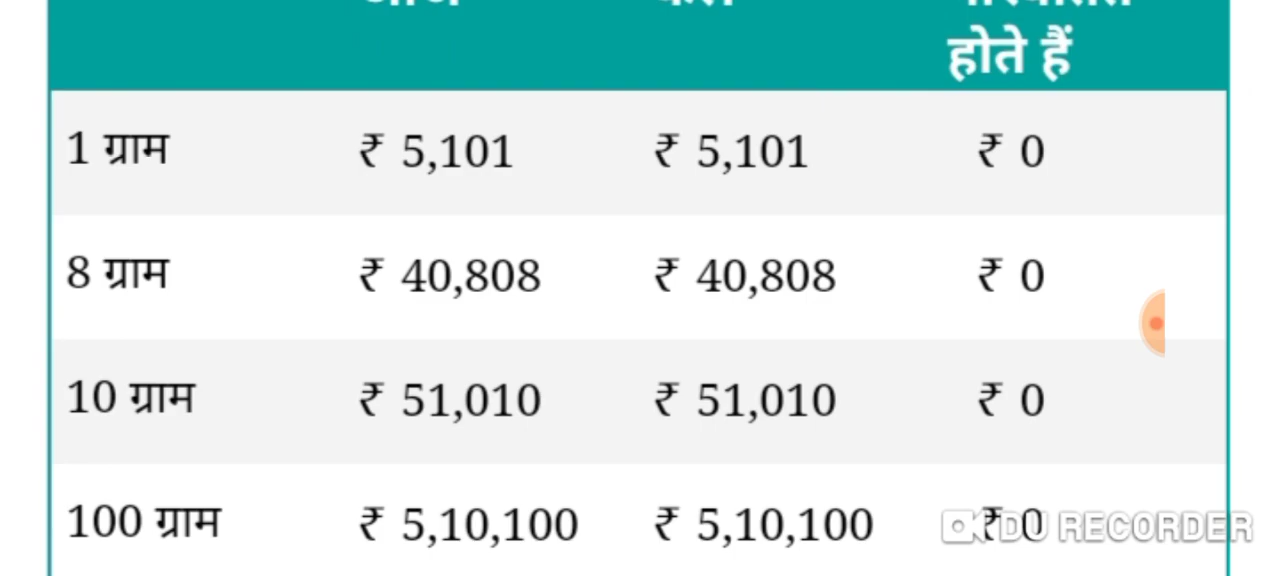 होते हैं
1 ग्राम ₹ 5,101 ₹ 5,101 ₹ 0
8 ग्राम ₹ 40,808 ₹ 40,808 ₹ 0
10 ग्राम ₹ 51,010 ₹ 51,010 ₹ 0
100 ग्राम ₹ 5,10,100 ₹ 5,10,100 ₹ 0
DU RECORDER